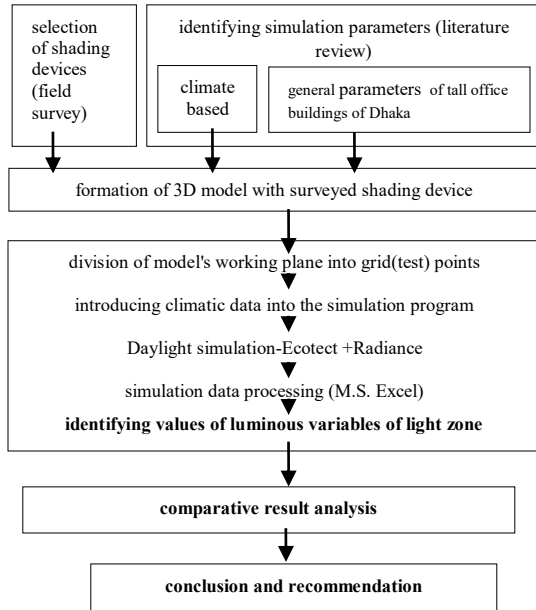 selection
of shading
devices
(field
survey)
identifying simulation parameters (literature
review)
climate
based
general parameters of tall office
buildings of Dhaka
formation of 3D model with surveyed shading device
division of model's working plane into grid(test) points
introducing climatic data into the simulation program
Daylight simulation-Ecotect +Radiance
simulation data processing (M.S. Excel)
identifying values of luminous variables of light zone
comparative result analysis
conclusion and recommendation